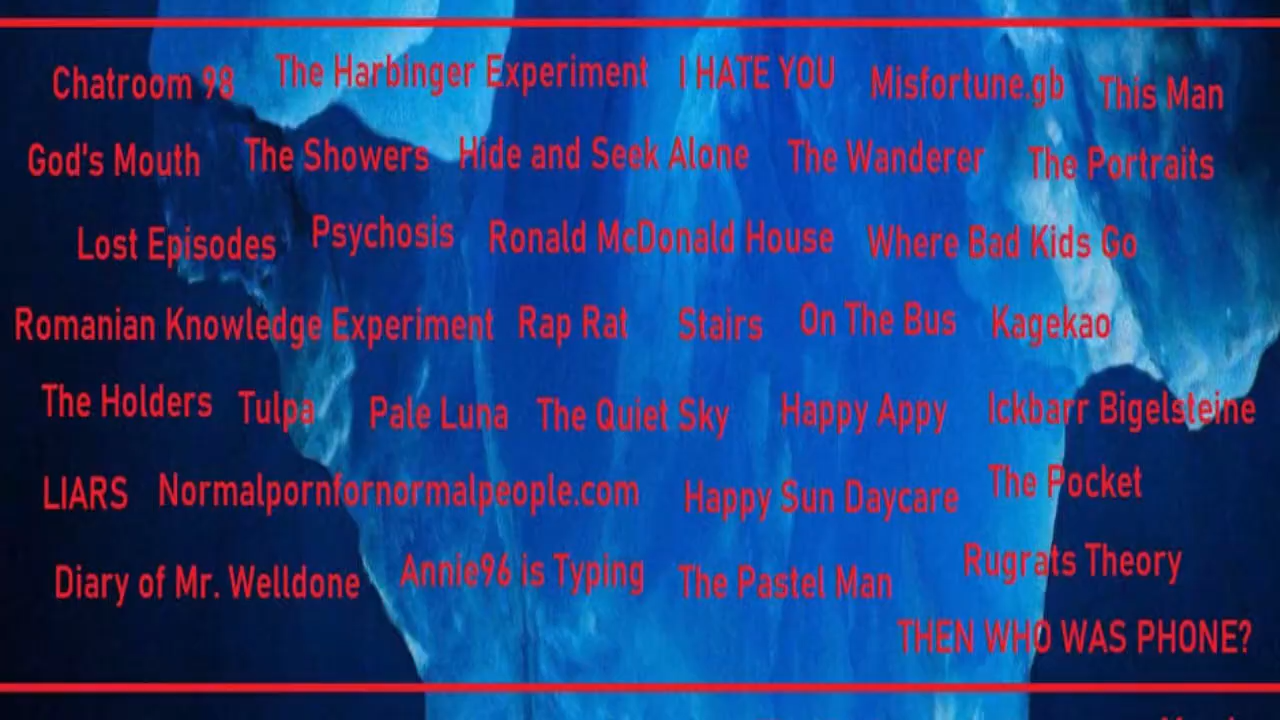 Chatroom 98 The Harbinger Experiment I HATE YOU Misfortune.gb This Man
God's Mouth The Showers Hide and Seek Alone The Wanderer The Portraits
Lost Episodes Psychosis Ronald McDonald House Where Bad Kids Go
Romanian Knowledge Experiment Rap Rat Stairs On The Bus Kagekao
The Holders Tulpa Pale Luna The Quiet Sky Happy Appy Ickbarr Bigelsteine
LIARS Normalpornfornormalpeople.com Happy Sun Daycare The Pocket
Diary of Mr. Welldone Annie96 is Typing The Pastel Man Rugrats Theory
THEN WHO WAS PHONE?